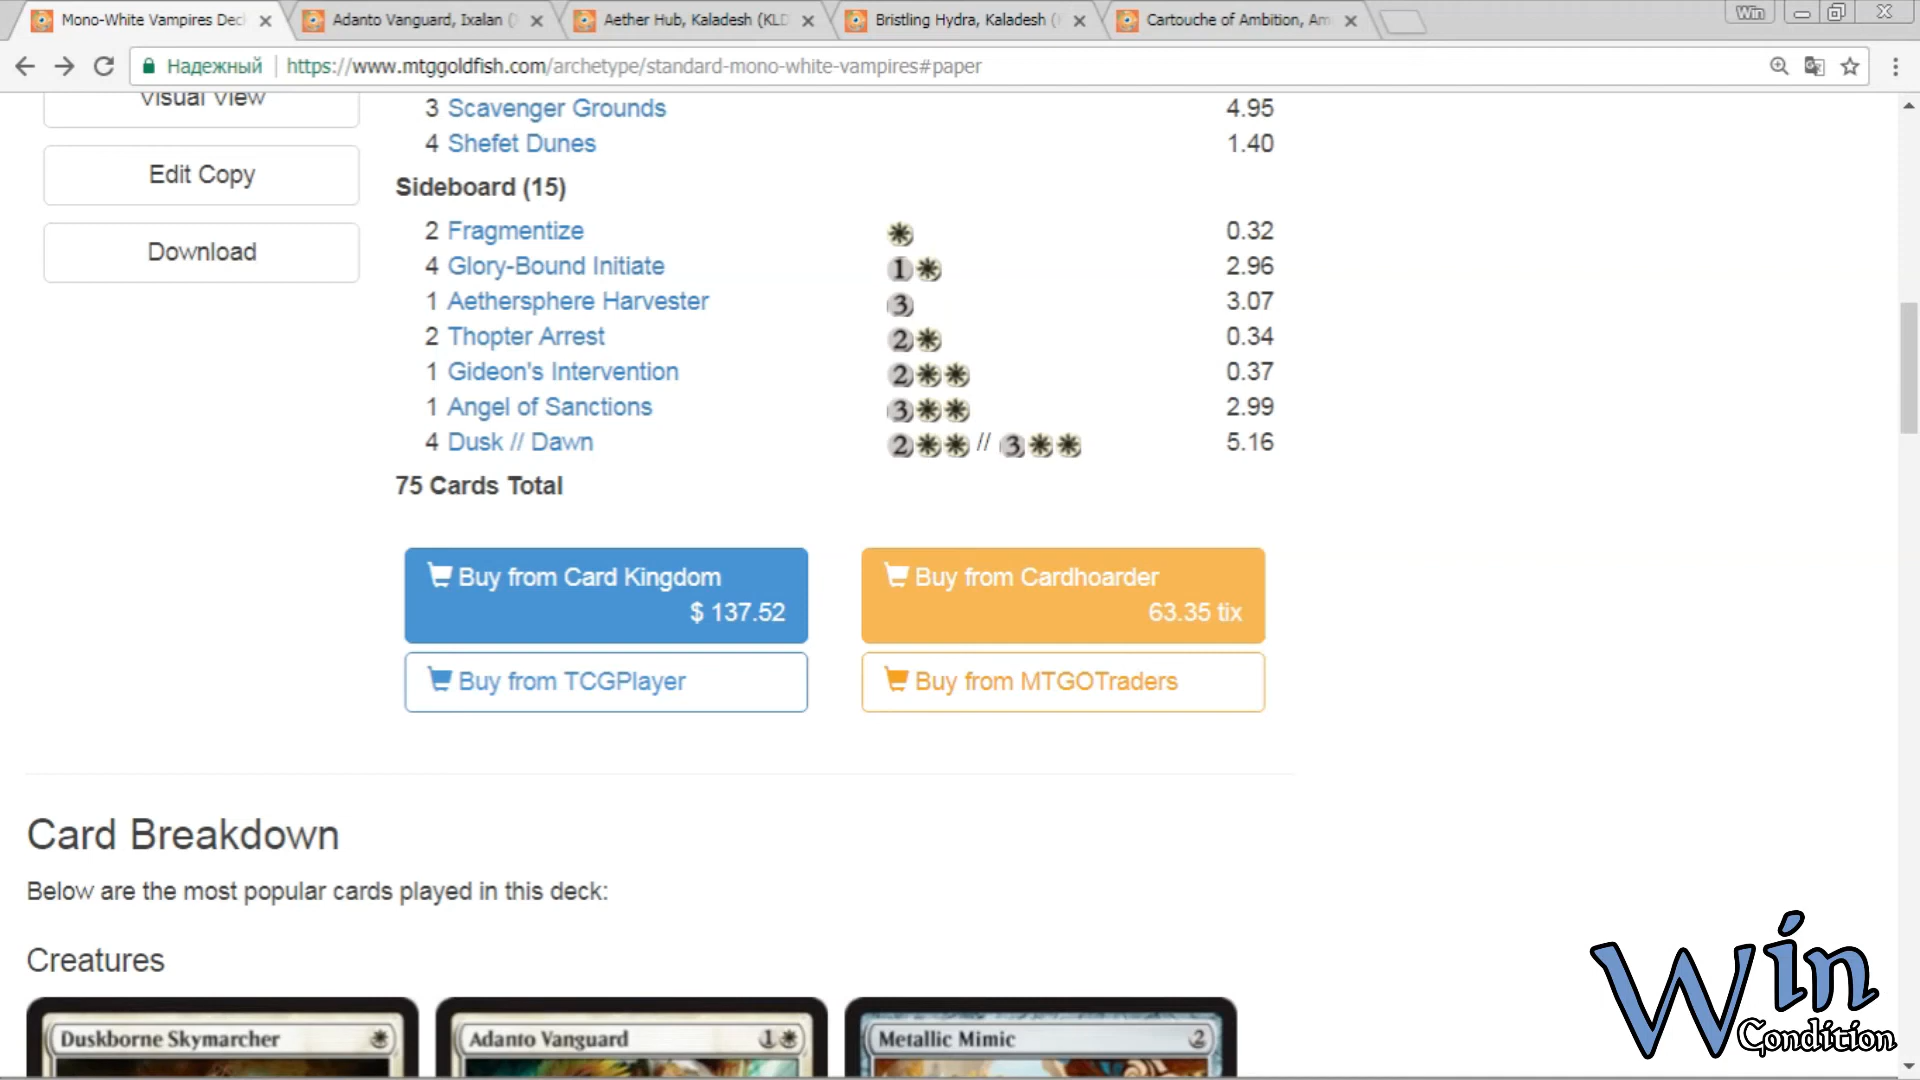 Mono-White Vampires Dec
Adanto Vanguard, Ixalan (
Aether Hub, Kaladesh (KLD
Bristling Hydra, Kaladesh (
Cartouche of Ambition, Am
Win
Надежный
https://www.mtggoldfish.com/archetype/standard-mono-white-vampires#paper
Visual View
Edit Copy
Download
3 Scavenger Grounds 4.95
4 Shefet Dunes 1.40
Sideboard (15)
2 Fragmentize 0.32
4 Glory-Bound Initiate 1 2.96
1 Aethersphere Harvester 3 3.07
2 Thopter Arrest 2 0.34
1 Gideon's Intervention 2 0.37
1 Angel of Sanctions 3 2.99
4 Dusk // Dawn 2 // 3 5.16
75 Cards Total
Buy from Card Kingdom
$ 137.52
Buy from Cardhoarder
63.35 tix
Buy from TCGPlayer
Buy from MTGOTraders
Card Breakdown
Below are the most popular cards played in this deck:
Creatures
Duskborne Skymarcher
Adanto Vanguard 1
Metallic Mimic 2
Win
Condition